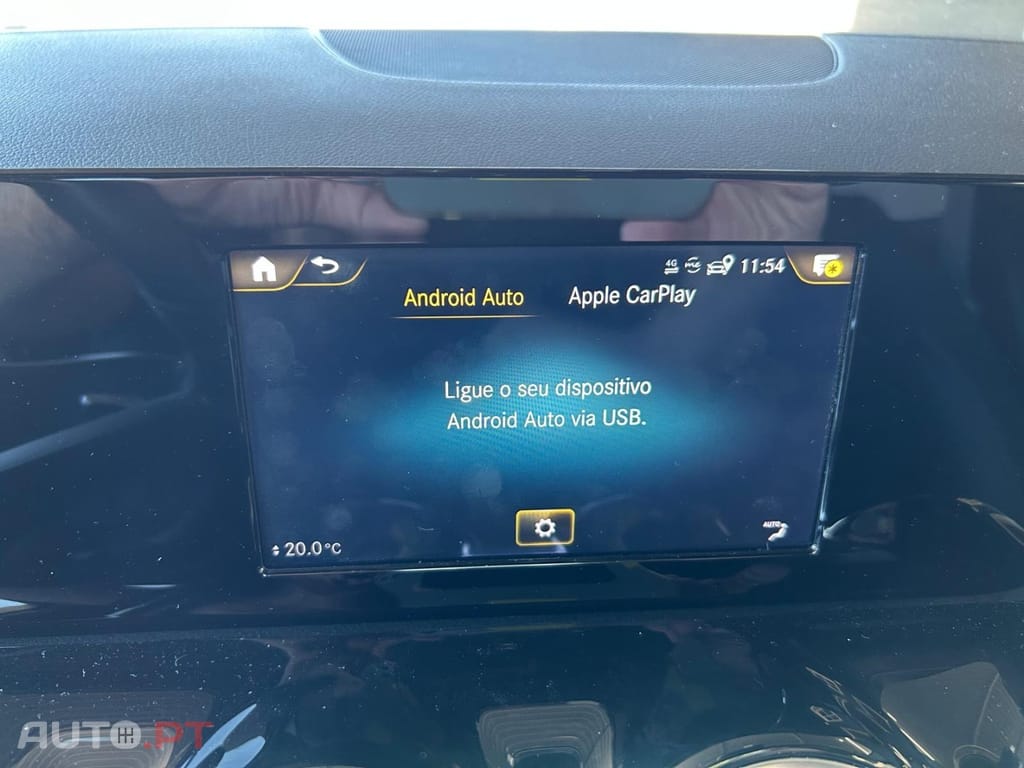 4G me 11:54
Android Auto Apple CarPlay
Ligue o seu dispositivo
Android Auto via USB.
20.0°C
AUTO
AUTO.PT